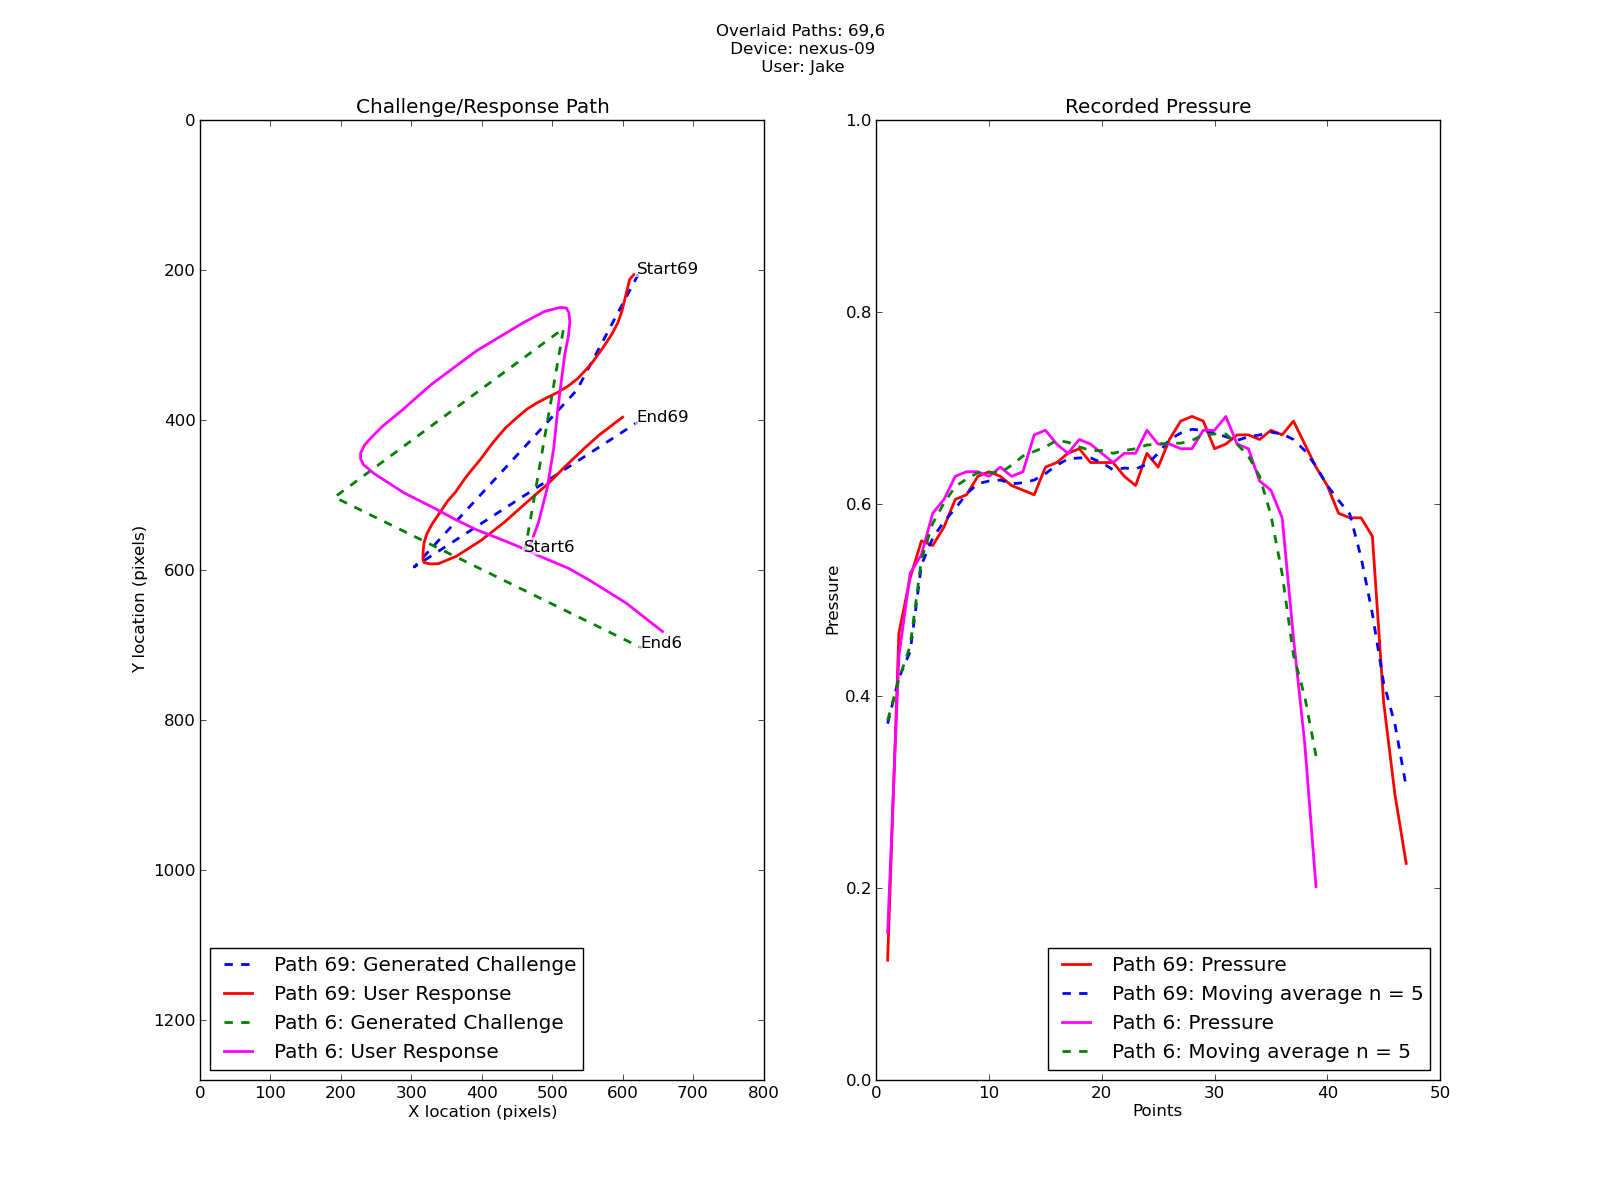 Overlaid Paths: 69,6
Device: nexus-09
User: Jake
Challenge/Response Path
0
200
400
600
800
1000
1200
Y location (pixels)
Start69
End69
Start6
End6
Path 69: Generated Challenge
Path 69: User Response
Path 6: Generated Challenge
Path 6: User Response
0 100 200 300 400 500 600 700 800
X location (pixels)
Recorded Pressure
1.0
0.8
0.6
0.4
0.2
0.0
Pressure
Path 69: Pressure
Path 69: Moving average n = 5
Path 6: Pressure
Path 6: Moving average n = 5
0 10 20 30 40 50
Points